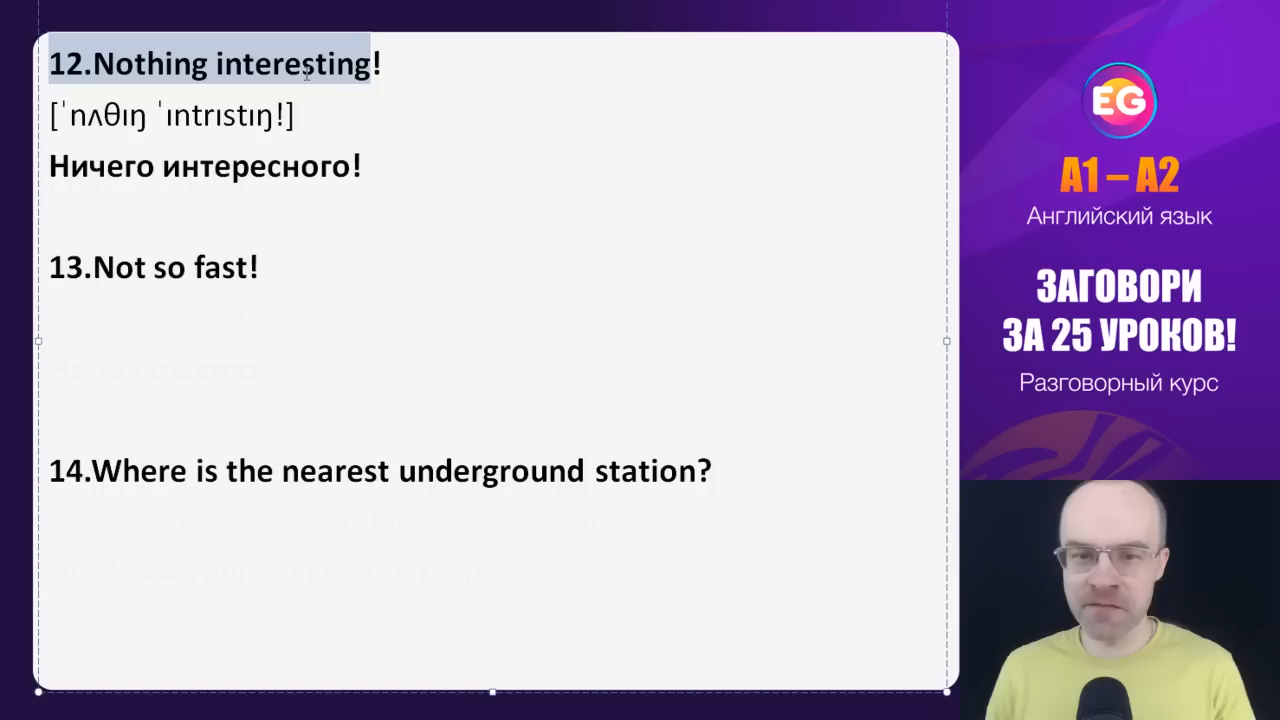 12.Nothing interesting!
[ˈnʌθɪŋ ˈɪntrɪstɪŋ!]
Ничего интересного!
13.Not so fast!
14.Where is the nearest underground station?
EG
A1 – A2
Английский язык
ЗАГОВОРИ
ЗА 25 УРОКОВ!
Разговорный курс